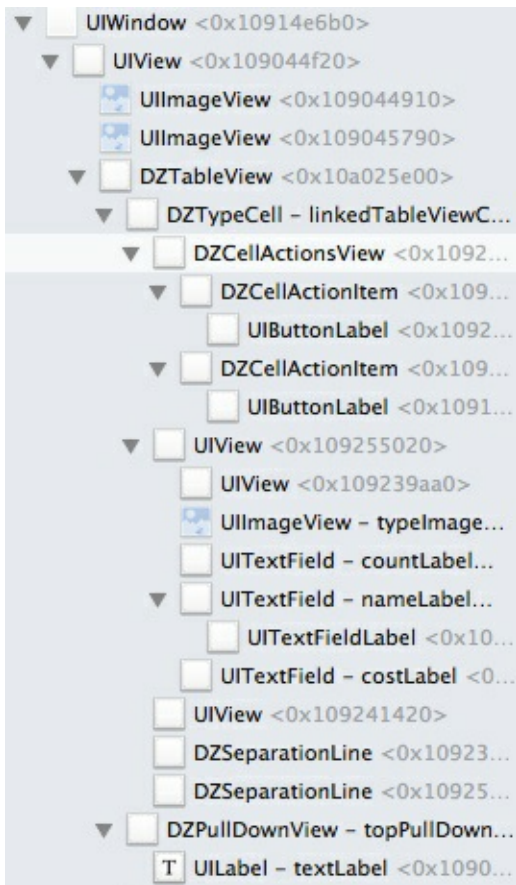 UIWindow <0x10914e6b0>
UIView <0x109044f20>
UIImageView <0x109044910>
UIImageView <0x109045790>
DZTableView <0x10a025e00>
DZTypeCell – linkedTableViewC...
DZCellActionsView <0x1092...
DZCellActionItem <0x109...
UIButtonLabel <0x1092...
DZCellActionItem <0x109...
UIButtonLabel <0x1091...
UIView <0x109255020>
UIView <0x109239aa0>
UIImageView – typeImage...
UITextField – countLabel...
UITextField – nameLabel...
UITextFieldLabel <0x10...
UITextField – costLabel <0...
UIView <0x109241420>
DZSeparationLine <0x10923...
DZSeparationLine <0x10925...
DZPullDownView – topPullDown...
T UILabel – textLabel <0x1090...